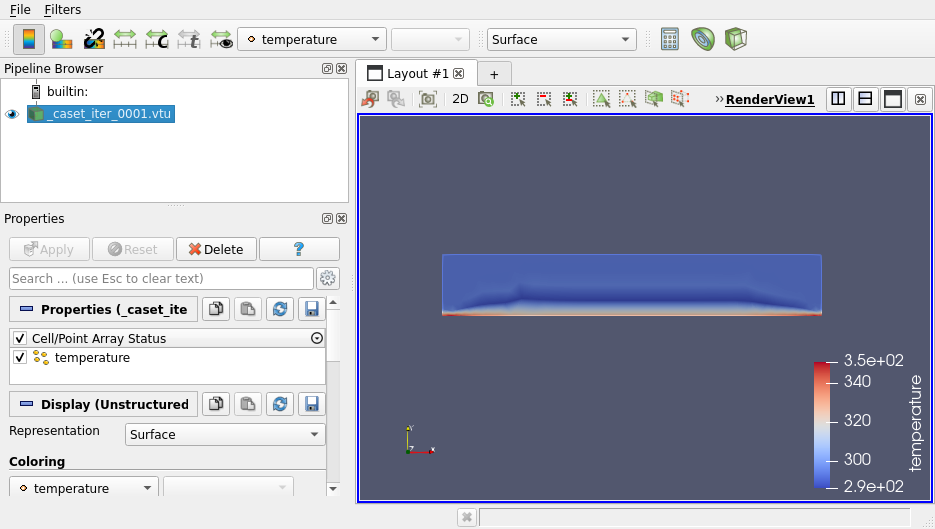 File Filters
temperature
Surface
Pipeline Browser
builtin:
_caset_iter_0001.vtu
Properties
Apply Reset Delete ?
Search ... (use Esc to clear text)
Properties (_caset_ite
Cell/Point Array Status
temperature
Display (Unstructured
Representation Surface
Coloring
temperature
Layout #1 +
2D
» RenderView1
3.5e+02
340
320
300
2.9e+02
temperature
Y
Z
X